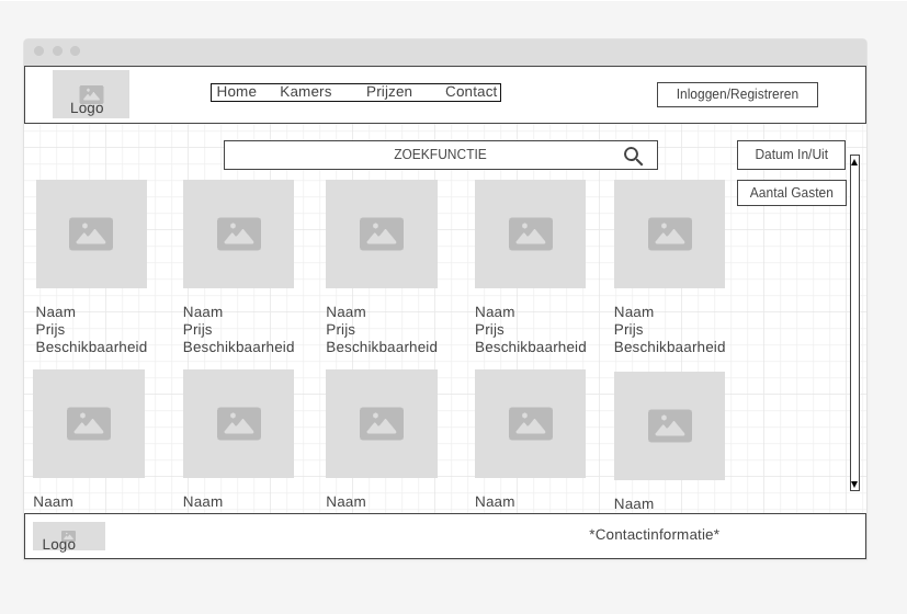 Logo
Home Kamers Prijzen Contact
Inloggen/Registreren
ZOEKFUNCTIE
Datum In/Uit
Aantal Gasten
Naam Naam Naam Naam Naam
Prijs Prijs Prijs Prijs Prijs
Beschikbaarheid Beschikbaarheid Beschikbaarheid Beschikbaarheid Beschikbaarheid
Naam Naam Naam Naam Naam
Logo
*Contactinformatie*